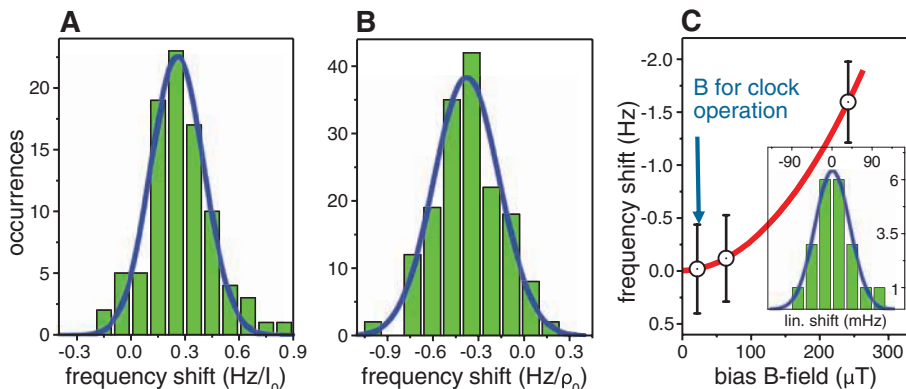 A
B
C
20
10
0
occurrences
-0.3 0.0 0.3 0.6 0.9
frequency shift (Hz/I₀)
40
30
20
10
0
-0.9 -0.6 -0.3 0.0 0.3
frequency shift (Hz/ρ₀)
-2.0
-1.5
-1.0
-0.5
0.0
0.5
frequency shift (Hz)
B for clock
operation
-90 0 90
6
3.5
1
lin. shift (mHz)
0 100 200 300
bias B-field (µT)